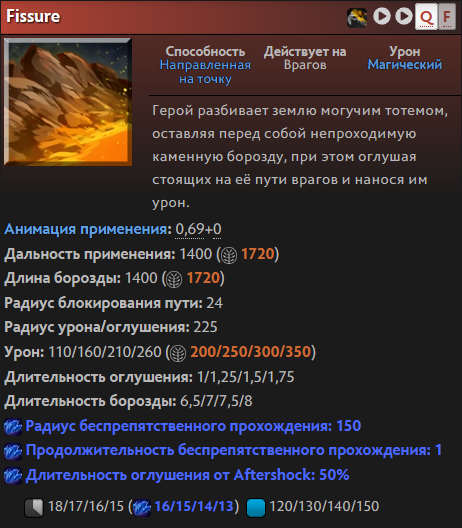 Fissure
Q F
Способность Действует на Урон
Направленная на точку Врагов Магический
Герой разбивает землю могучим тотемом,
оставляя перед собой непроходимую
каменную борозду, при этом оглушая
стоящих на её пути врагов и нанося им
урон.
Анимация применения: 0,69+0
Дальность применения: 1400 (1720)
Длина борозды: 1400 (1720)
Радиус блокирования пути: 24
Радиус урона/оглушения: 225
Урон: 110/160/210/260 (200/250/300/350)
Длительность оглушения: 1/1,25/1,5/1,75
Длительность борозды: 6,5/7/7,5/8
Радиус беспрепятственного прохождения: 150
Продолжительность беспрепятственного прохождения: 1
Длительность оглушения от Aftershock: 50%
18/17/16/15 (16/15/14/13) 120/130/140/150